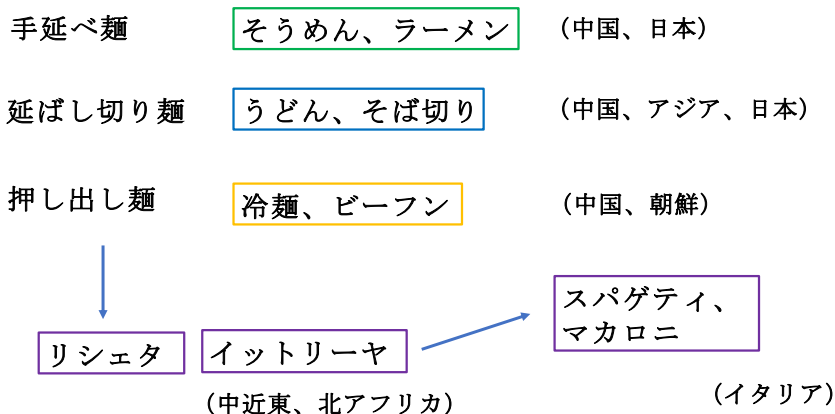 手延べ麺 そうめん、ラーメン （中国、日本）
延ばし切り麺 うどん、そば切り （中国、アジア、日本）
押し出し麺 冷麺、ビーフン （中国、朝鮮）
スパゲティ、
マカロニ
リシェタ イットリーヤ
（中近東、北アフリカ）
（イタリア）